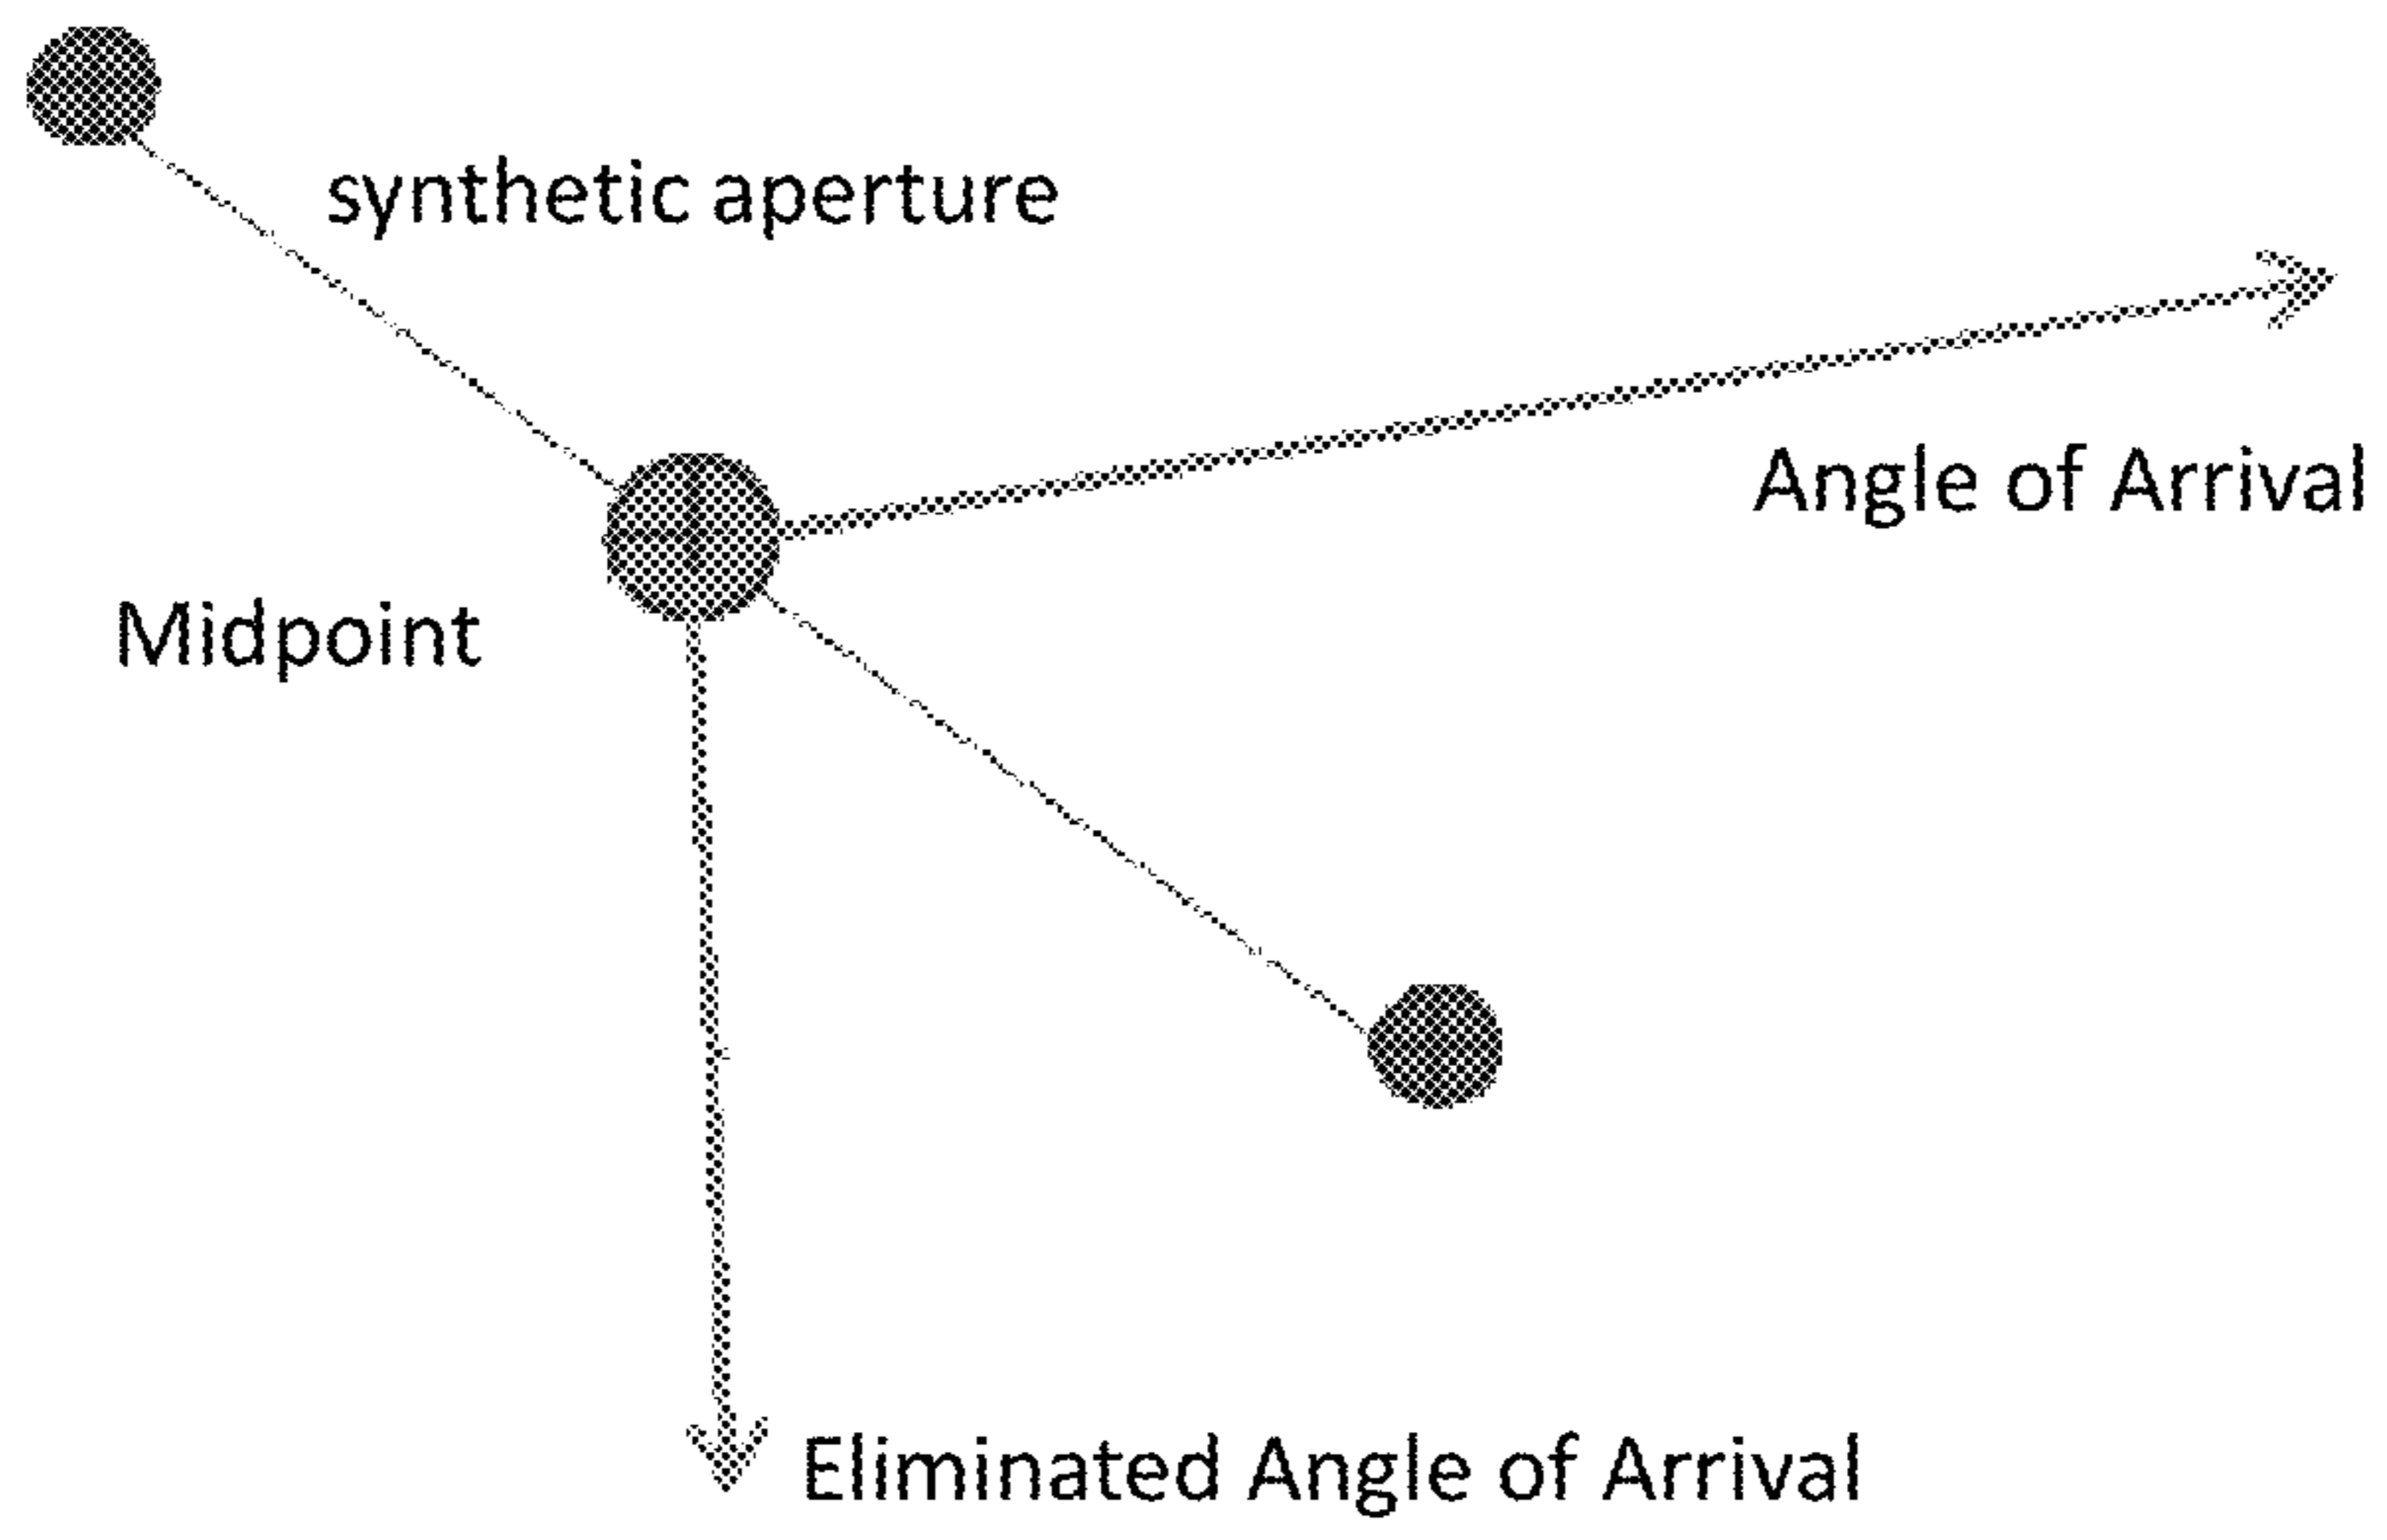 synthetic aperture
Angle of Arrival
Midpoint
Eliminated Angle of Arrival